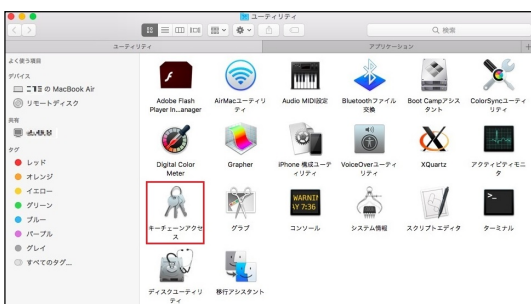 ユーティリティ
検索
ユーティリティ
アプリケーション
よく使う項目
デバイス
の MacBook Air
リモートディスク
共有
タグ
レッド
オレンジ
イエロー
グリーン
ブルー
パープル
グレイ
すべてのタグ...
Adobe Flash
Player In...anager
AirMacユーティリ
ティ
Audio MIDI設定
Bluetoothファイル
交換
Boot Campアシス
タント
ColorSyncユーティ
リティ
Digital Color
Meter
Grapher
iPhone 構成ユーテ
ィリティ
VoiceOverユーティ
リティ
XQuartz
アクティビティモニ
タ
キーチェーンアクセ
ス
グラブ
WARNIN
AY 7:36
コンソール
システム情報
スクリプトエディタ
ターミナル
ディスクユーティリ
ティ
移行アシスタント